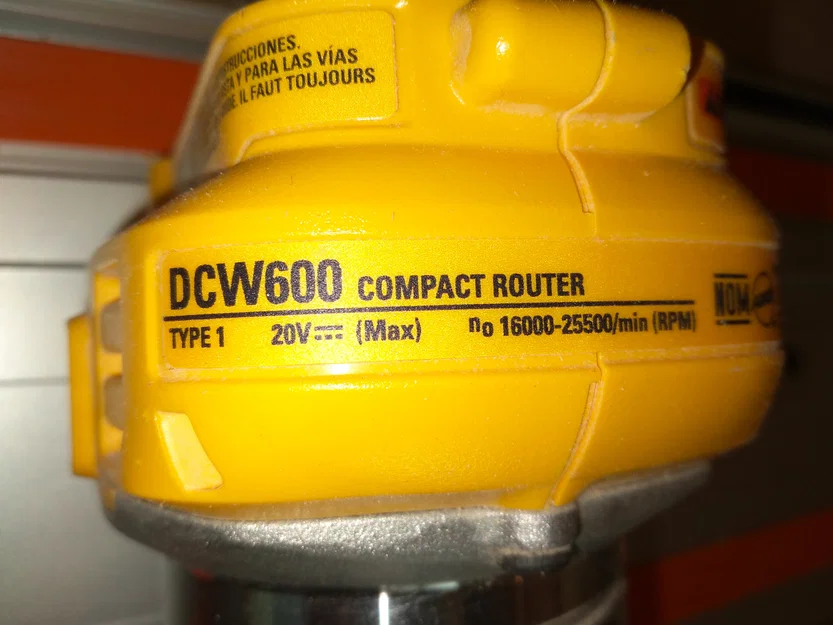 RUCCIONES.
Y PARA LAS VÍAS
IL FAUT TOUJOURS
DCW600 COMPACT ROUTER
TYPE 1 20V⎓ (Max) no 16000-25500/min (RPM)
NOM